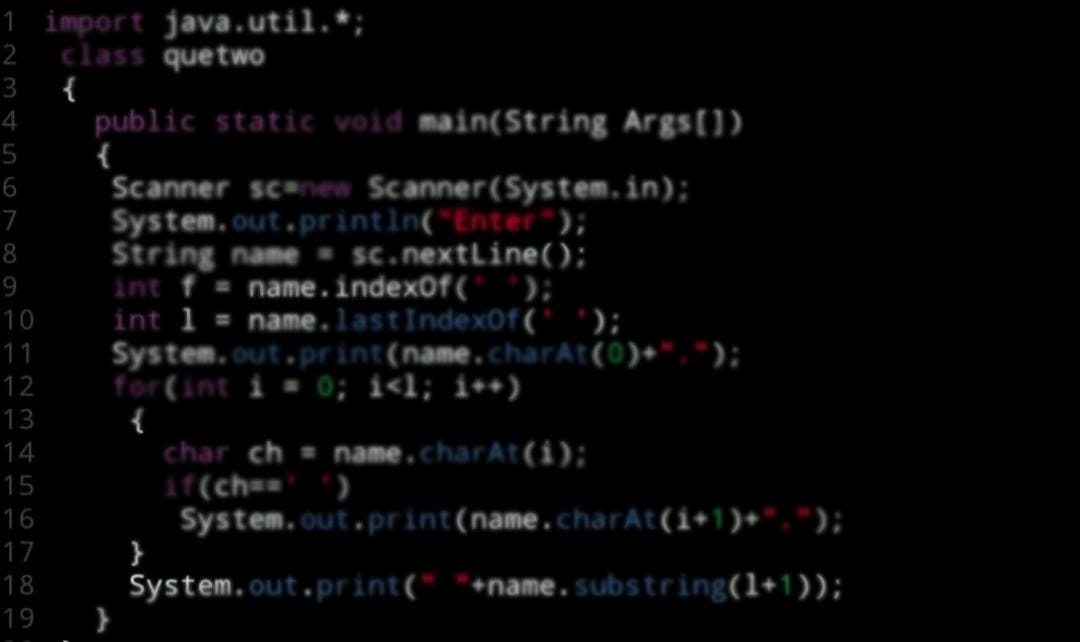 1 import java.util.*;
2 class quetwo
3 {
4 public static void main(String Args[])
5 {
6 Scanner sc=new Scanner(System.in);
7 System.out.println("Enter");
8 String name = sc.nextLine();
9 int f = name.indexOf(' ');
10 int l = name.lastIndexOf(' ');
11 System.out.print(name.charAt(0)+".");
12 for(int i = 0; i<l; i++)
13 {
14 char ch = name.charAt(i);
15 if(ch==' ')
16 System.out.print(name.charAt(i+1)+".");
17 }
18 System.out.print(" "+name.substring(l+1));
19 }